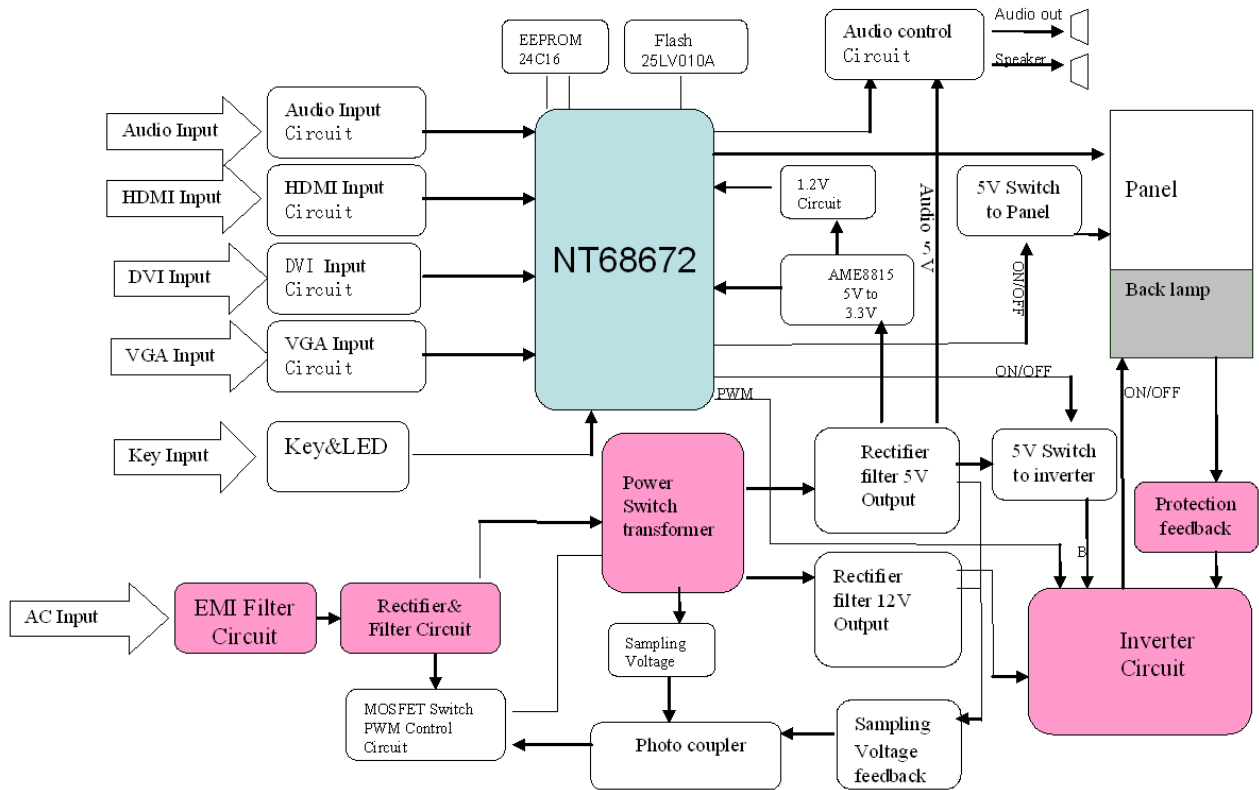 EEPROM
24C16
Flash
25LV010A
Audio control
Circuit
Audio out
Speaker
Audio Input
Audio Input
Circuit
HDMI Input
HDMI Input
Circuit
DVI Input
DVI Input
Circuit
VGA Input
VGA Input
Circuit
Key Input
Key&LED
NT68672
1.2V
Circuit
AME8815
5V to
3.3V
Audio 5V
5V Switch
to Panel
ON/OFF
Panel
Back lamp
ON/OFF
PWM
ON/OFF
Power
Switch
transformer
Rectifier
filter 5V
Output
5V Switch
to inverter
B
Protection
feedback
Rectifier
filter 12V
Output
Inverter
Circuit
AC Input
EMI Filter
Circuit
Rectifier&
Filter Circuit
Sampling
Voltage
MOSFET Switch
PWM Control
Circuit
Photo coupler
Sampling
Voltage
feedback